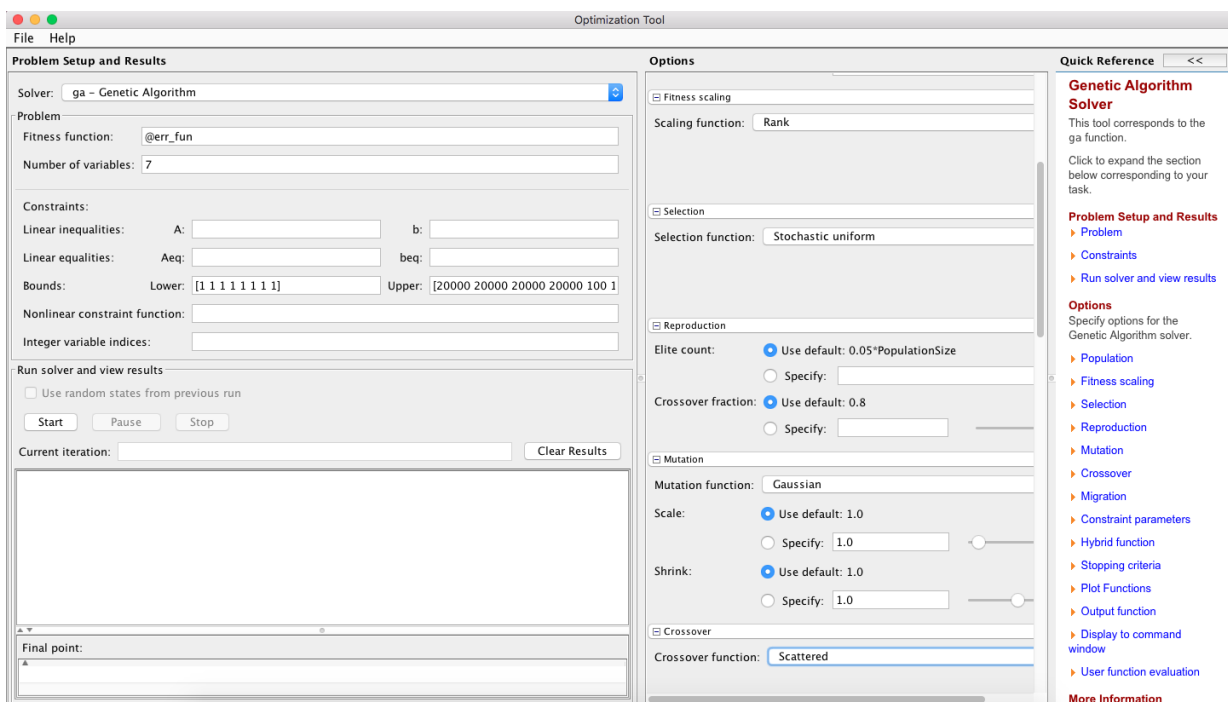 Optimization Tool
File Help
Problem Setup and Results
Solver: ga - Genetic Algorithm
Problem
Fitness function: @err_fun
Number of variables: 7
Constraints:
Linear inequalities: A: b:
Linear equalities: Aeq: beq:
Bounds: Lower: [1 1 1 1 1 1 1 1] Upper: [20000 20000 20000 20000 100 1
Nonlinear constraint function:
Integer variable indices:
Run solver and view results
Use random states from previous run
Start Pause Stop
Current iteration: Clear Results
Final point:
Options
Fitness scaling
Scaling function: Rank
Selection
Selection function: Stochastic uniform
Reproduction
Elite count: Use default: 0.05*PopulationSize
Specify:
Crossover fraction: Use default: 0.8
Specify:
Mutation
Mutation function: Gaussian
Scale: Use default: 1.0
Specify: 1.0
Shrink: Use default: 1.0
Specify: 1.0
Crossover
Crossover function: Scattered
Quick Reference <<
Genetic Algorithm
Solver
This tool corresponds to the
ga function.
Click to expand the section
below corresponding to your
task.
Problem Setup and Results
Problem
Constraints
Run solver and view results
Options
Specify options for the
Genetic Algorithm solver.
Population
Fitness scaling
Selection
Reproduction
Mutation
Crossover
Migration
Constraint parameters
Hybrid function
Stopping criteria
Plot Functions
Output function
Display to command
window
User function evaluation
More Information